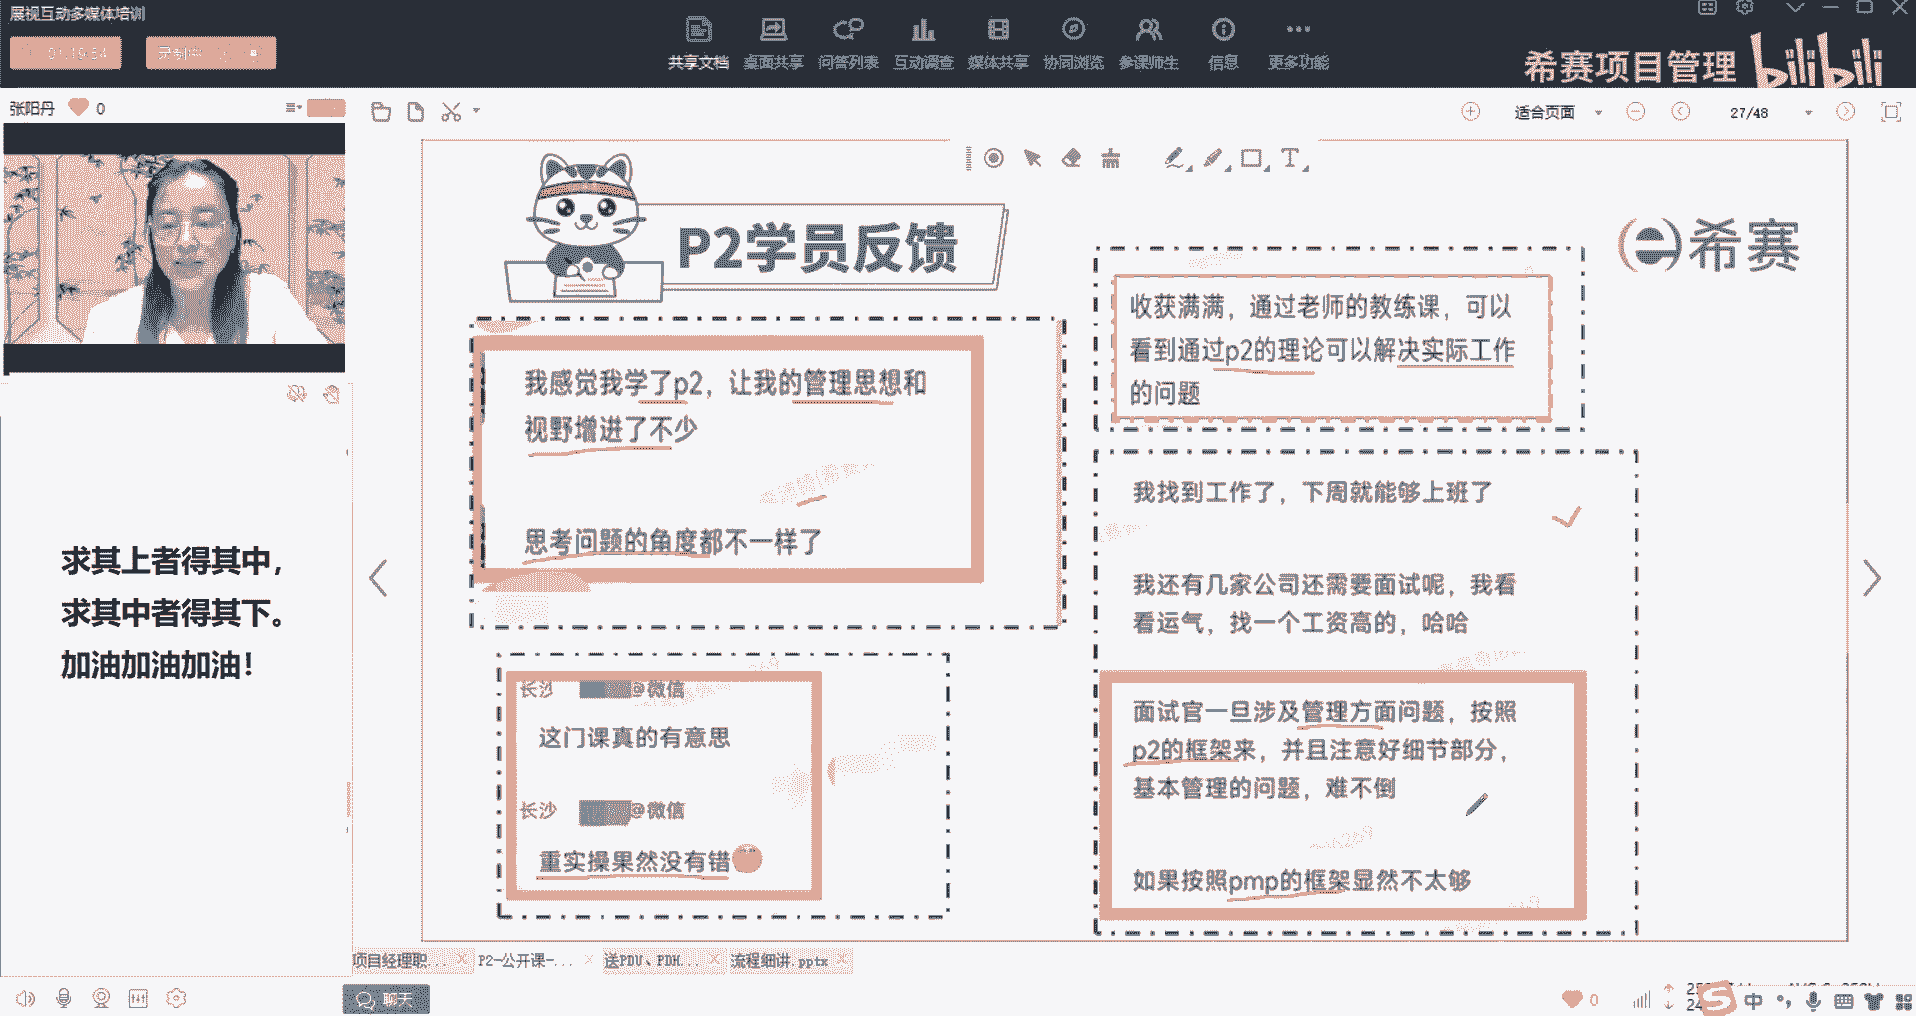 展视互动多媒体培训
01:19:54
录制中
共享文档 桌面共享 问答列表 互动调查 媒体共享 协同浏览 参课师生 信息 更多功能
希赛项目管理 bilibili
张阳丹 0
适合页面 27/48
P2学员反馈
希赛
我感觉我学了p2，让我的管理思想和
视野增进了不少
思考问题的角度都不一样了
长沙 @微信
这门课真的有意思
长沙 @微信
重实操果然没有错
收获满满，通过老师的教练课，可以
看到通过p2的理论可以解决实际工作
的问题
我找到工作了，下周就能够上班了
我还有几家公司还需要面试呢，我看
看运气，找一个工资高的，哈哈
面试官一旦涉及管理方面问题，按照
p2的框架来，并且注意好细节部分，
基本管理的问题，难不倒
如果按照pmp的框架显然不太够
求其上者得其中，
求其中者得其下。
加油加油加油！
项目经理职... P2-公开课-... 送PDU、PDH... 流程细讲.pptx
聊天
0
中